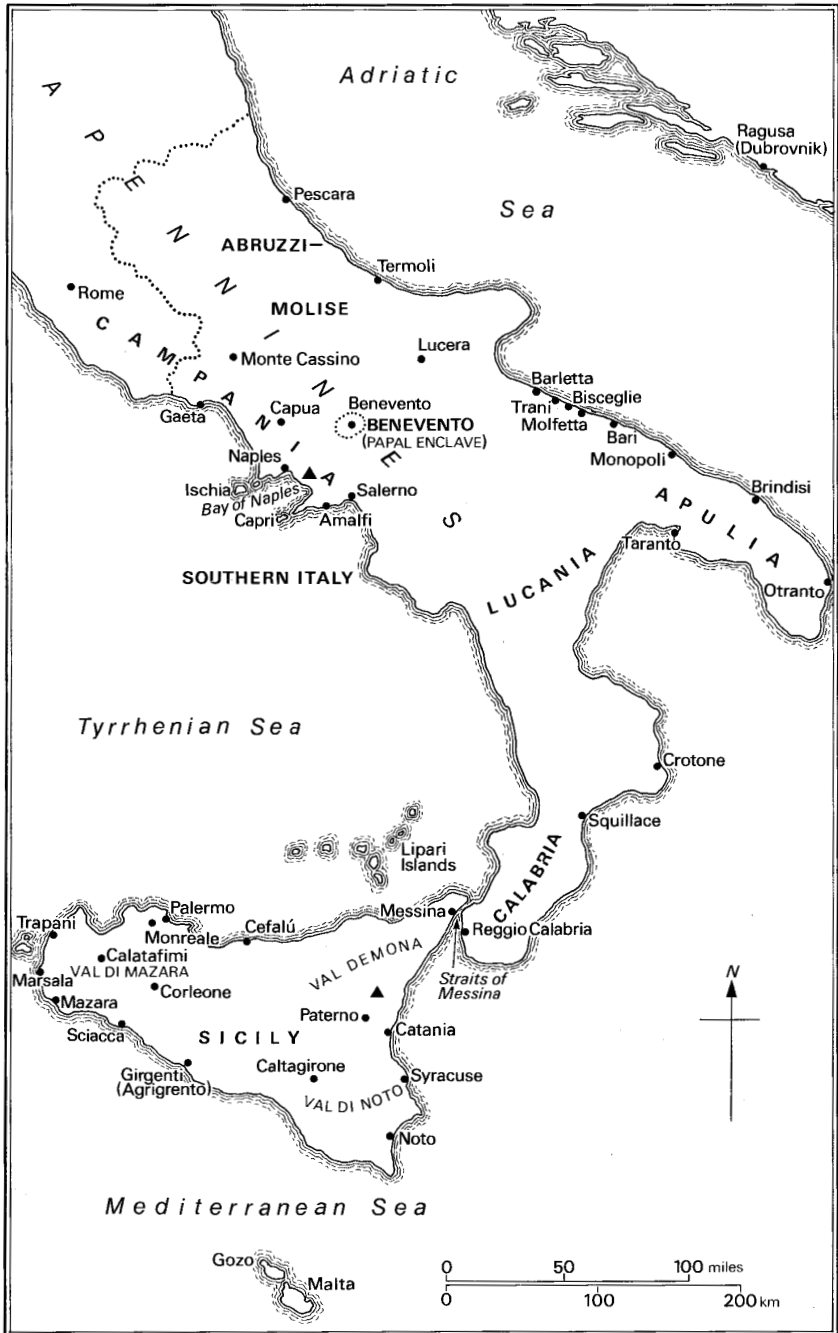 Adriatic
Sea
Ragusa
(Dubrovnik)
APENNINES
Pescara
ABRUZZI
Termoli
Rome
MOLISE
CAMPANIA
Monte Cassino
Lucera
Gaeta
Capua
Benevento
BENEVENTO
(PAPAL ENCLAVE)
Barletta
Trani
Bisceglie
Molfetta
Bari
Monopoli
Brindisi
Naples
Ischia
Bay of Naples
Capri
Amalfi
Salerno
APULIA
Taranto
Otranto
SOUTHERN ITALY
LUCANIA
Tyrrhenian Sea
Crotone
Squillace
Lipari
Islands
CALABRIA
Messina
Reggio Calabria
Straits of
Messina
Trapani
Palermo
Monreale
Cefalú
Calatafimi
VAL DI MAZARA
VAL DEMONA
Marsala
Corleone
Mazara
Sciacca
Paterno
Catania
SICILY
Girgenti
(Agrigrento)
Caltagirone
Syracuse
VAL DI NOTO
Noto
N
Mediterranean Sea
Gozo
Malta
0 50 100 miles
0 100 200 km